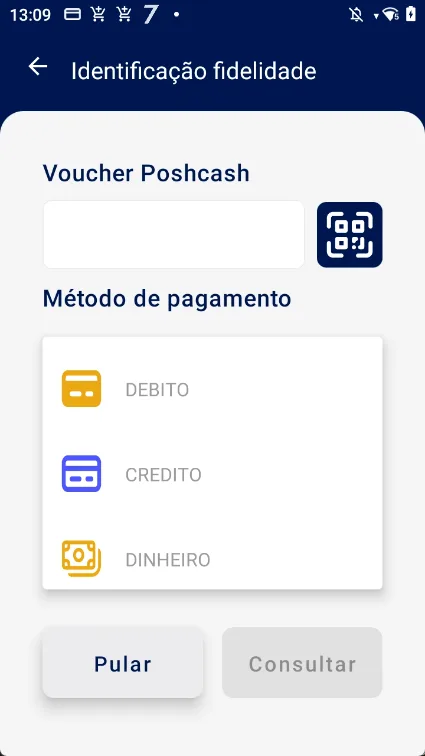 13:09
Identificação fidelidade
Voucher Poshcash
Método de pagamento
DEBITO
CREDITO
DINHEIRO
Pular
Consultar